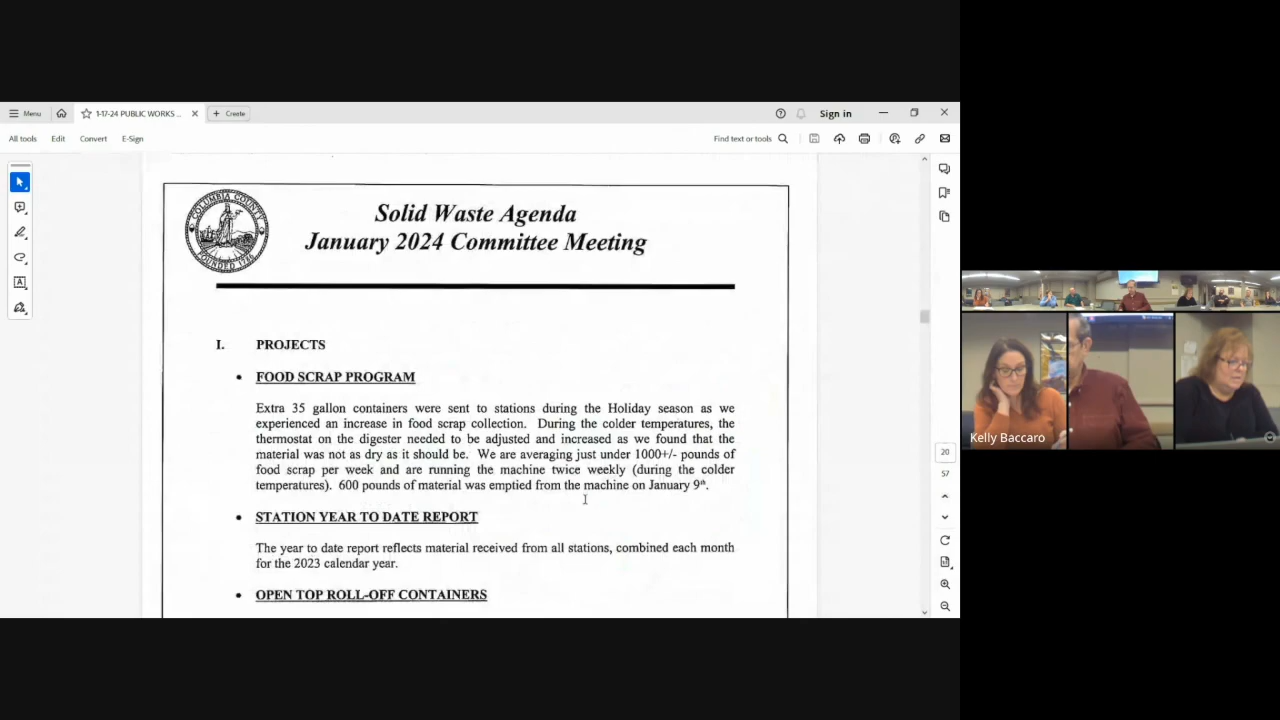 Menu
1-17-24 PUBLIC WORKS ...
Create
Sign in
All tools
Edit
Convert
E-Sign
Find text or tools
COLUMBIA COUNTY
FOUNDED 1786
Solid Waste Agenda
January 2024 Committee Meeting
I. PROJECTS
• FOOD SCRAP PROGRAM
Extra 35 gallon containers were sent to stations during the Holiday season as we
experienced an increase in food scrap collection. During the colder temperatures, the
thermostat on the digester needed to be adjusted and increased as we found that the
material was not as dry as it should be. We are averaging just under 1000+/- pounds of
food scrap per week and are running the machine twice weekly (during the colder
temperatures). 600 pounds of material was emptied from the machine on January 9th.
• STATION YEAR TO DATE REPORT
The year to date report reflects material received from all stations, combined each month
for the 2023 calendar year.
• OPEN TOP ROLL-OFF CONTAINERS
20
57
Kelly Baccaro